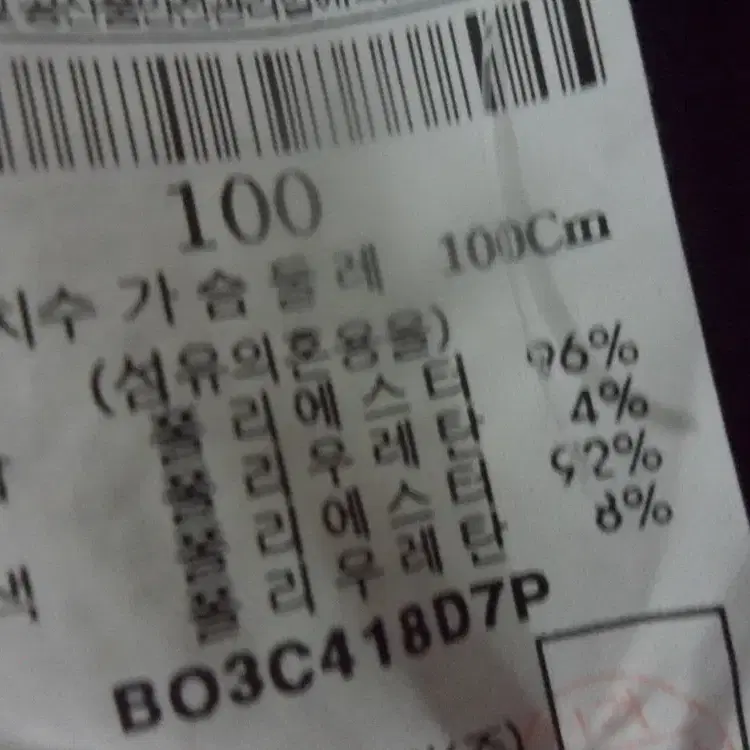 100
치수 가슴둘레 100Cm
(섬유의혼용율)
폴리에스터 96%
폴리우레탄 4%
폴리에스터 92%
폴리우레탄 8%
색
BO3C418D7P